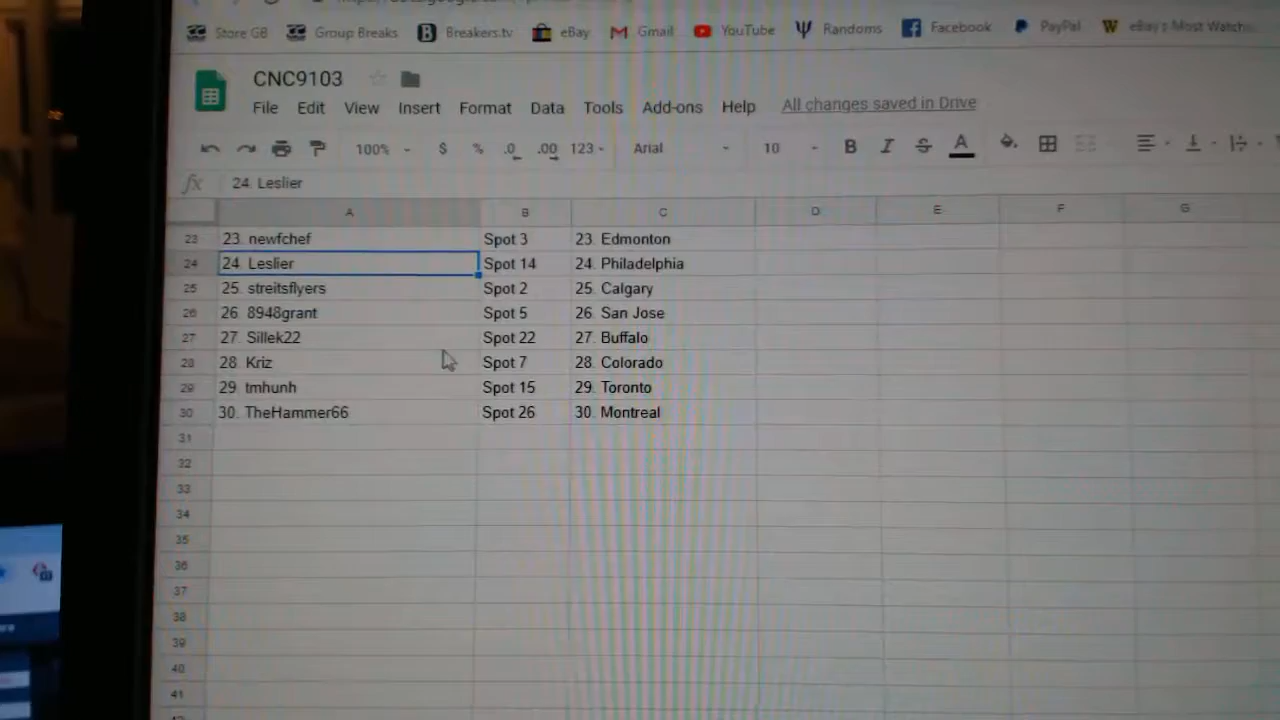 Store GB Group Breaks Breakers.tv eBay Gmail YouTube Randoms Facebook PayPal eBay's Most Watch
CNC9103
File Edit View Insert Format Data Tools Add-ons Help All changes saved in Drive
100% $ % .0 .00 123 Arial 10 B I S A
fx 24. Leslier
A B C D E F G
23 23. newfchef Spot 3 23. Edmonton
24 24. Leslier Spot 14 24. Philadelphia
25 25. streitsflyers Spot 2 25. Calgary
26 26. 8948grant Spot 5 26. San Jose
27 27. Sillek22 Spot 22 27. Buffalo
28 28. Kriz Spot 7 28. Colorado
29 29. tmhunh Spot 15 29. Toronto
30 30. TheHammer66 Spot 26 30. Montreal
31
32
33
34
35
36
37
38
39
40
41